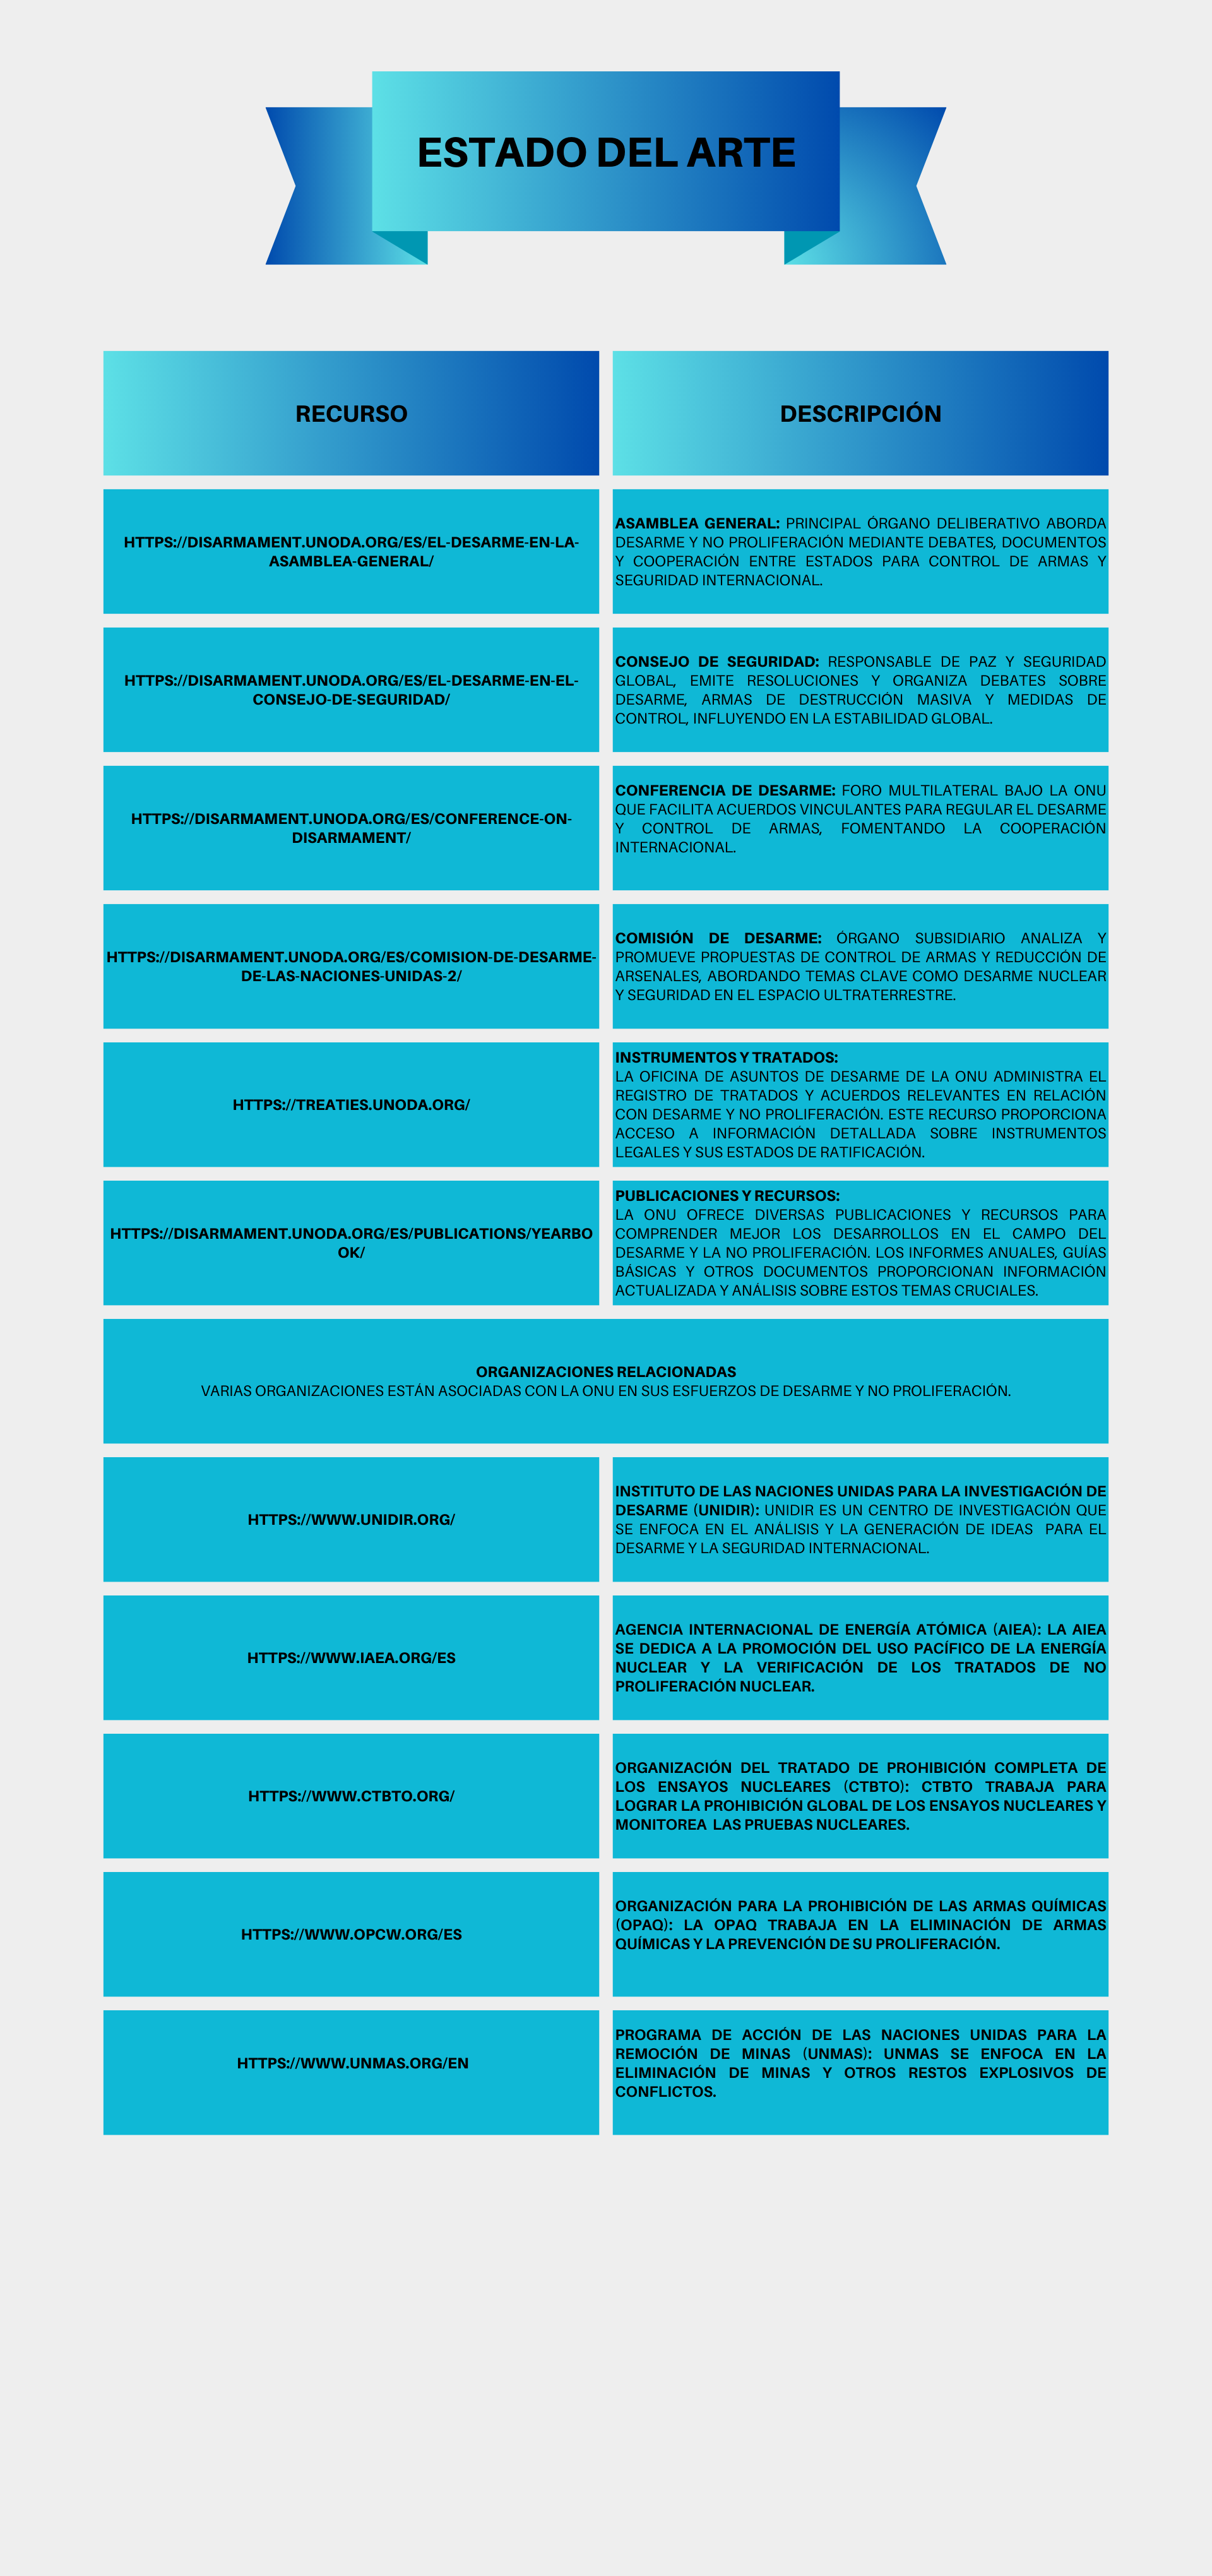 ESTADO DEL ARTE
RECURSO
DESCRIPCIÓN
HTTPS://DISARMAMENT.UNODA.ORG/ES/EL-DESARME-EN-LA-
ASAMBLEA-GENERAL/
ASAMBLEA GENERAL: PRINCIPAL ÓRGANO DELIBERATIVO ABORDA
DESARME Y NO PROLIFERACIÓN MEDIANTE DEBATES, DOCUMENTOS
Y COOPERACIÓN ENTRE ESTADOS PARA CONTROL DE ARMAS Y
SEGURIDAD INTERNACIONAL.
HTTPS://DISARMAMENT.UNODA.ORG/ES/EL-DESARME-EN-EL-
CONSEJO-DE-SEGURIDAD/
CONSEJO DE SEGURIDAD: RESPONSABLE DE PAZ Y SEGURIDAD
GLOBAL, EMITE RESOLUCIONES Y ORGANIZA DEBATES SOBRE
DESARME, ARMAS DE DESTRUCCIÓN MASIVA Y MEDIDAS DE
CONTROL, INFLUYENDO EN LA ESTABILIDAD GLOBAL.
HTTPS://DISARMAMENT.UNODA.ORG/ES/CONFERENCE-ON-
DISARMAMENT/
CONFERENCIA DE DESARME: FORO MULTILATERAL BAJO LA ONU
QUE FACILITA ACUERDOS VINCULANTES PARA REGULAR EL DESARME
Y CONTROL DE ARMAS, FOMENTANDO LA COOPERACIÓN
INTERNACIONAL.
HTTPS://DISARMAMENT.UNODA.ORG/ES/COMISION-DE-DESARME-
DE-LAS-NACIONES-UNIDAS-2/
COMISIÓN DE DESARME: ÓRGANO SUBSIDIARIO ANALIZA Y
PROMUEVE PROPUESTAS DE CONTROL DE ARMAS Y REDUCCIÓN DE
ARSENALES, ABORDANDO TEMAS CLAVE COMO DESARME NUCLEAR
Y SEGURIDAD EN EL ESPACIO ULTRATERRESTRE.
HTTPS://TREATIES.UNODA.ORG/
INSTRUMENTOS Y TRATADOS:
LA OFICINA DE ASUNTOS DE DESARME DE LA ONU ADMINISTRA EL
REGISTRO DE TRATADOS Y ACUERDOS RELEVANTES EN RELACIÓN
CON DESARME Y NO PROLIFERACIÓN. ESTE RECURSO PROPORCIONA
ACCESO A INFORMACIÓN DETALLADA SOBRE INSTRUMENTOS
LEGALES Y SUS ESTADOS DE RATIFICACIÓN.
HTTPS://DISARMAMENT.UNODA.ORG/ES/PUBLICATIONS/YEARBO
OK/
PUBLICACIONES Y RECURSOS:
LA ONU OFRECE DIVERSAS PUBLICACIONES Y RECURSOS PARA
COMPRENDER MEJOR LOS DESARROLLOS EN EL CAMPO DEL
DESARME Y LA NO PROLIFERACIÓN. LOS INFORMES ANUALES, GUÍAS
BÁSICAS Y OTROS DOCUMENTOS PROPORCIONAN INFORMACIÓN
ACTUALIZADA Y ANÁLISIS SOBRE ESTOS TEMAS CRUCIALES.
ORGANIZACIONES RELACIONADAS
VARIAS ORGANIZACIONES ESTÁN ASOCIADAS CON LA ONU EN SUS ESFUERZOS DE DESARME Y NO PROLIFERACIÓN.
HTTPS://WWW.UNIDIR.ORG/
INSTITUTO DE LAS NACIONES UNIDAS PARA LA INVESTIGACIÓN DE
DESARME (UNIDIR): UNIDIR ES UN CENTRO DE INVESTIGACIÓN QUE
SE ENFOCA EN EL ANÁLISIS Y LA GENERACIÓN DE IDEAS PARA EL
DESARME Y LA SEGURIDAD INTERNACIONAL.
HTTPS://WWW.IAEA.ORG/ES
AGENCIA INTERNACIONAL DE ENERGÍA ATÓMICA (AIEA): LA AIEA
SE DEDICA A LA PROMOCIÓN DEL USO PACÍFICO DE LA ENERGÍA
NUCLEAR Y LA VERIFICACIÓN DE LOS TRATADOS DE NO
PROLIFERACIÓN NUCLEAR.
HTTPS://WWW.CTBTO.ORG/
ORGANIZACIÓN DEL TRATADO DE PROHIBICIÓN COMPLETA DE
LOS ENSAYOS NUCLEARES (CTBTO): CTBTO TRABAJA PARA
LOGRAR LA PROHIBICIÓN GLOBAL DE LOS ENSAYOS NUCLEARES Y
MONITOREA LAS PRUEBAS NUCLEARES.
HTTPS://WWW.OPCW.ORG/ES
ORGANIZACIÓN PARA LA PROHIBICIÓN DE LAS ARMAS QUÍMICAS
(OPAQ): LA OPAQ TRABAJA EN LA ELIMINACIÓN DE ARMAS
QUÍMICAS Y LA PREVENCIÓN DE SU PROLIFERACIÓN.
HTTPS://WWW.UNMAS.ORG/EN
PROGRAMA DE ACCIÓN DE LAS NACIONES UNIDAS PARA LA
REMOCIÓN DE MINAS (UNMAS): UNMAS SE ENFOCA EN LA
ELIMINACIÓN DE MINAS Y OTROS RESTOS EXPLOSIVOS DE
CONFLICTOS.